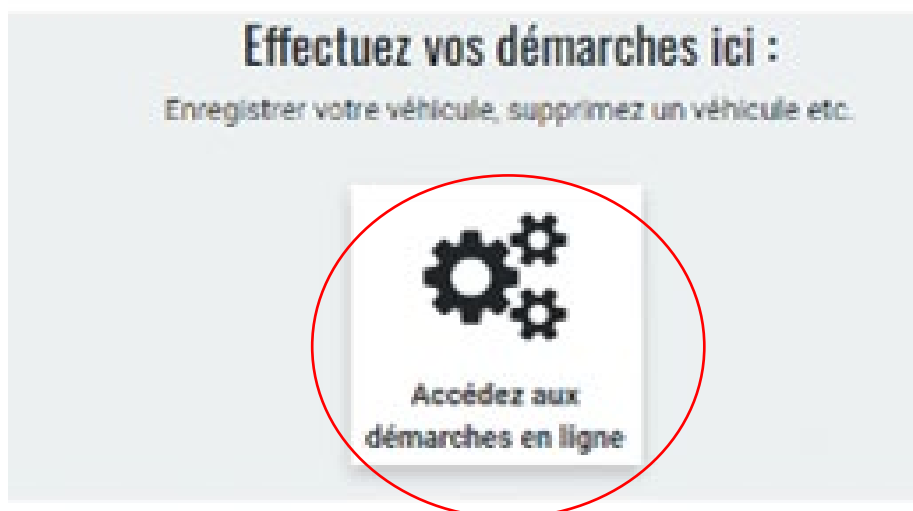 Effectuez vos démarches ici :
Enregistrer votre véhicule, supprimez un véhicule etc.
Accédez aux
démarches en ligne